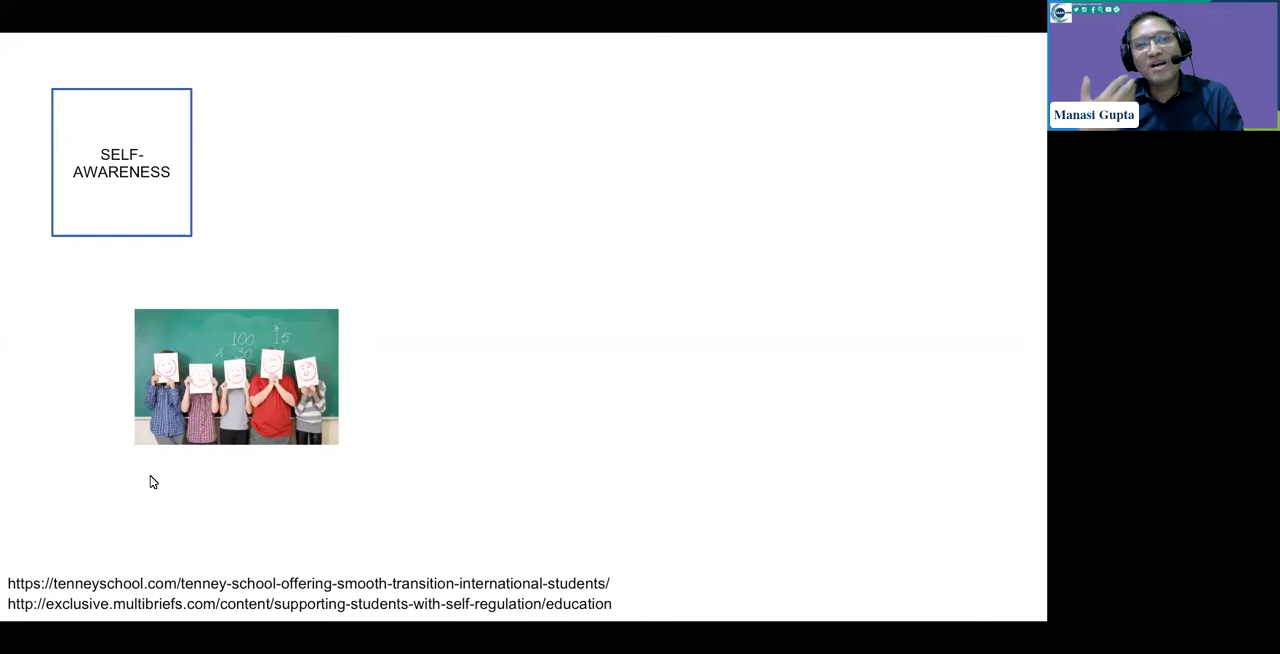 SELF-
AWARENESS
Manasi Gupta
100 15
x 30
https://tenneyschool.com/tenney-school-offering-smooth-transition-international-students/
http://exclusive.multibriefs.com/content/supporting-students-with-self-regulation/education